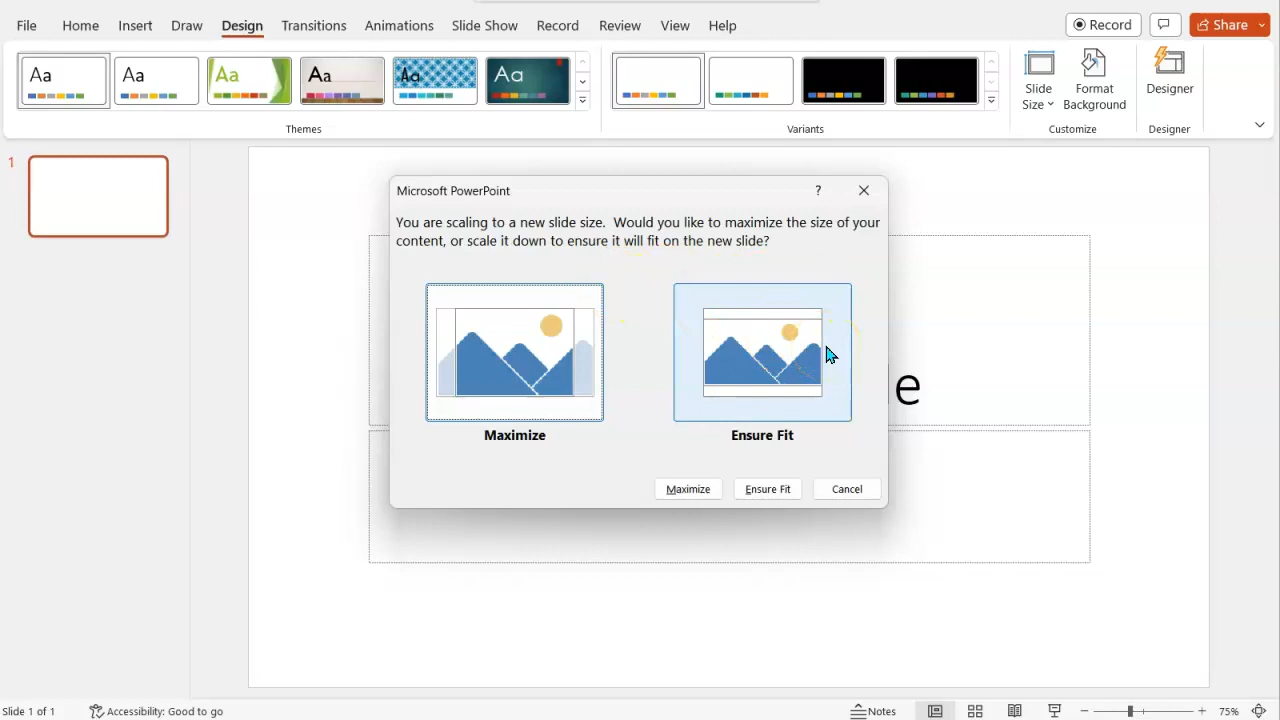 File Home Insert Draw Design Transitions Animations Slide Show Record Review View Help Record Share
Aa Aa Aa Aa Aa Aa
Slide Size Format Background Designer
Themes Variants Customize Designer
1
Microsoft PowerPoint ?
You are scaling to a new slide size. Would you like to maximize the size of your
content, or scale it down to ensure it will fit on the new slide?
e
Maximize Ensure Fit
Maximize Ensure Fit Cancel
Slide 1 of 1 Accessibility: Good to go Notes 75%